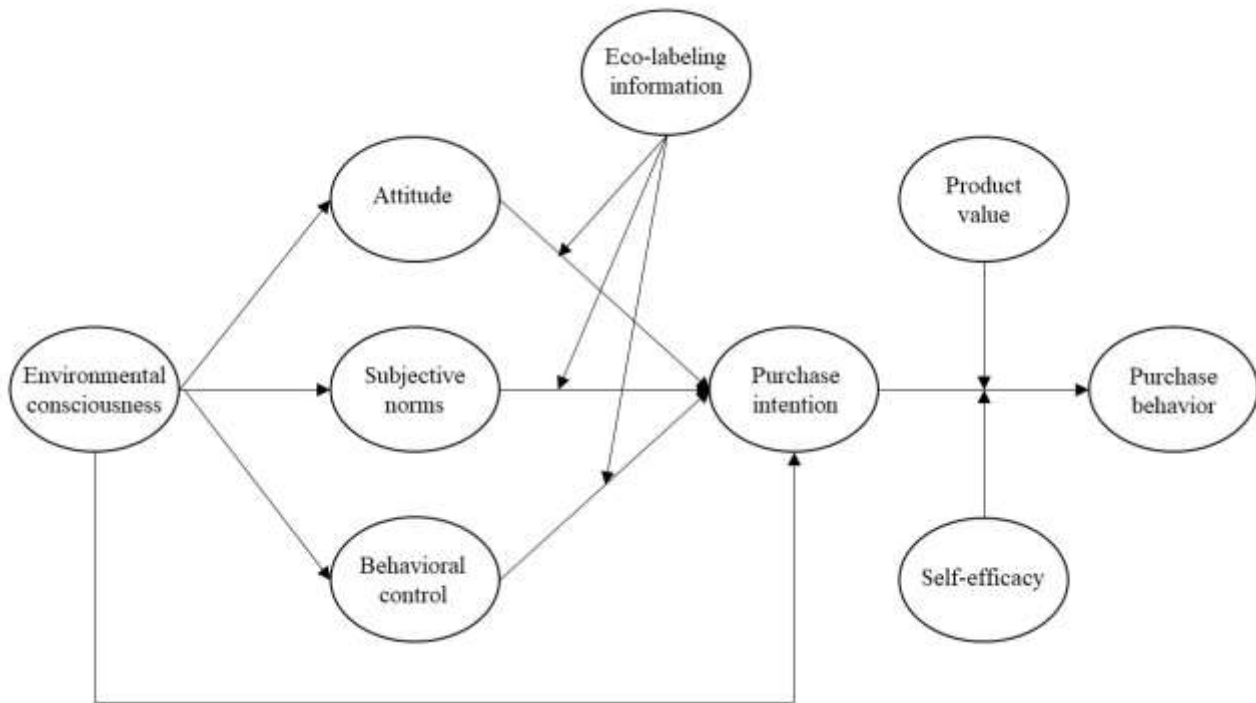 Eco-labeling
information
Attitude
Product
value
Environmental
consciousness
Subjective
norms
Purchase
intention
Purchase
behavior
Behavioral
control
Self-efficacy